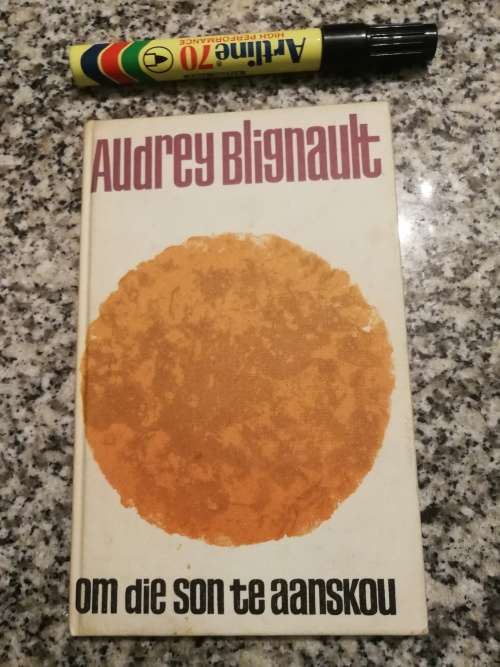 Artline 70
HIGH PERFORMANCE
Audrey Blignault
om die son te aanskou